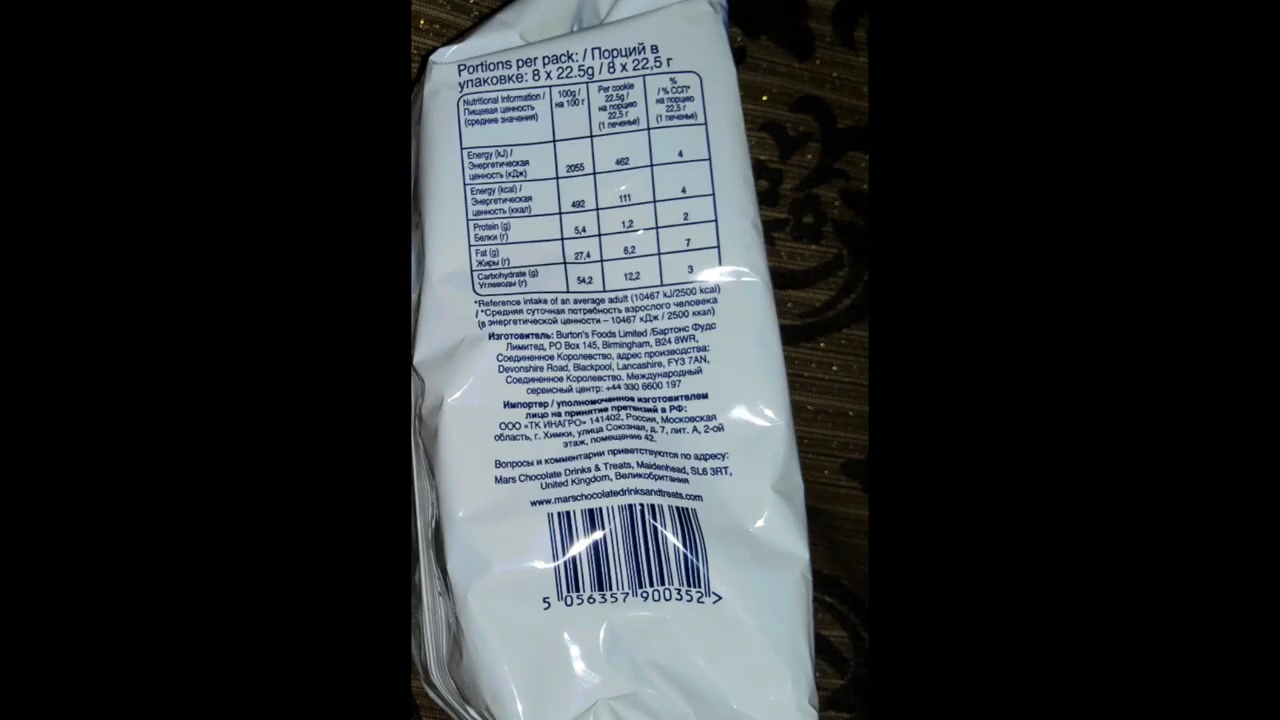 Portions per pack: / Порций в
упаковке: 8 x 22.5g / 8 x 22,5 г
Nutritional Information /
Пищевая ценность
(средние значения)
100g /
на 100 г
Per cookie
22.5g /
на порцию
22,5 г
(1 печенье)
%
/ % ССП*
на порцию
22,5 г
(1 печенье)
Energy (kJ) /
Энергетическая
ценность (кДж)
2055
462
4
Energy (kcal) /
Энергетическая
ценность (ккал)
492
111
4
Protein (g)
Белки (г)
5,4
1,2
2
Fat (g)
Жиры (г)
27,4
6,2
7
Carbohydrate (g)
Углеводы (г)
54,2
12,2
3
*Reference intake of an average adult (10467 kJ/2500 kcal)
/ *Средняя суточная потребность взрослого человека
(в энергетической ценности – 10467 кДж / 2500 ккал)
Изготовитель: Burton's Foods Limited /Бартонс Фудс
Лимитед, PO Box 145, Birmingham, B24 8WR,
Соединенное Королевство, адрес производства:
Devonshire Road, Blackpool, Lancashire, FY3 7AN,
Соединенное Королевство. Международный
сервисный центр: +44 330 6600 197
Импортер / уполномоченное изготовителем
лицо на принятие претензий в РФ:
ООО «ТК ИНАГРО» 141402, Россия, Московская
область, г. Химки, улица Союзная, д. 7, лит. А, 2-ой
этаж, помещение 42.
Вопросы и комментарии приветствуются по адресу:
Mars Chocolate Drinks & Treats, Maidenhead, SL6 3RT,
United Kingdom, Великобритания
www.marschocolatedrinksandtreats.com
5 056357 900352 >